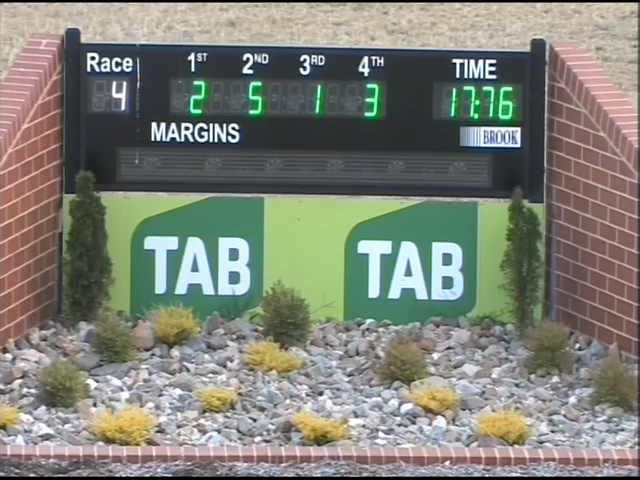 Race 1ST 2ND 3RD 4TH TIME
4 2 5 1 3 17.76
MARGINS BROOK
TAB TAB